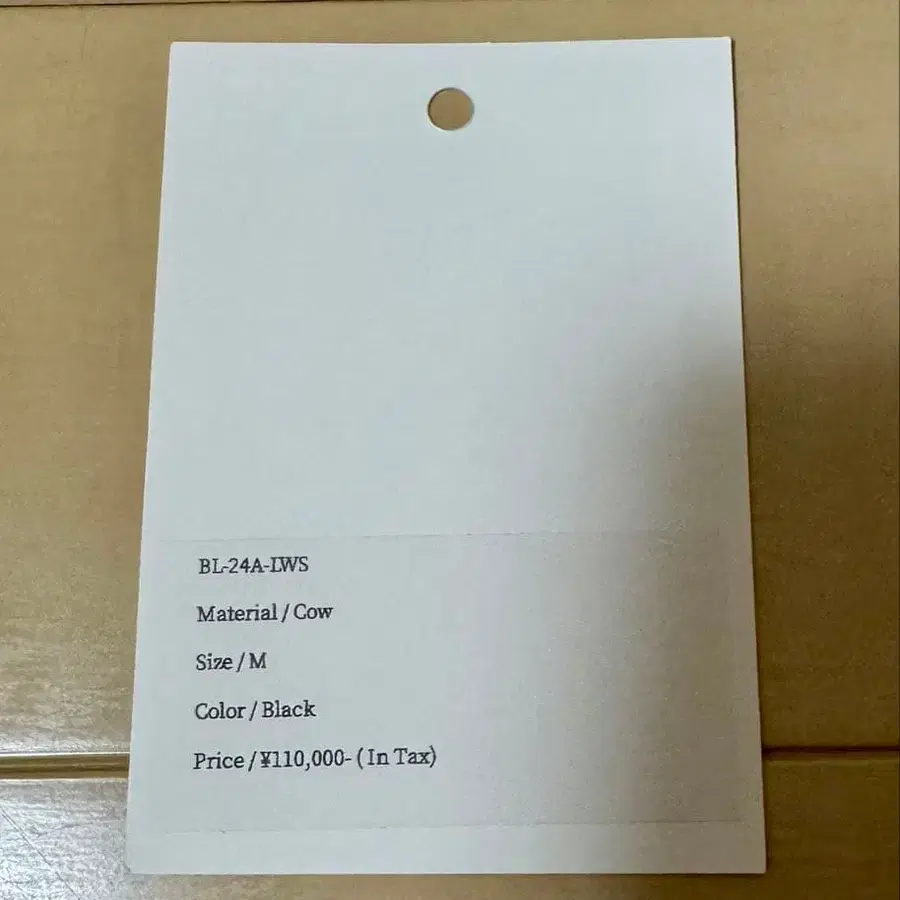 BL-24A-LWS
Material / Cow
Size / M
Color / Black
Price / ¥110,000- ( In Tax)